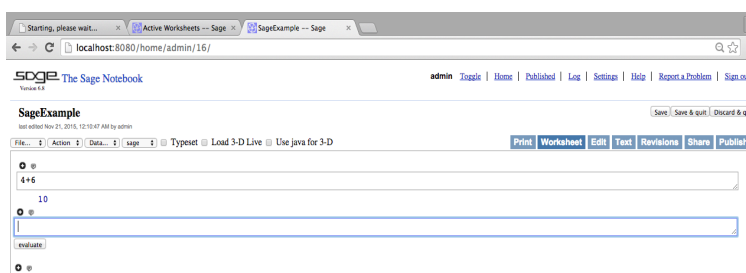 Starting, please wait... Active Worksheets -- Sage SageExample -- Sage
localhost:8080/home/admin/16/
sage The Sage Notebook admin Toggle | Home | Published | Log | Settings | Help | Report a Problem | Sign ou
Version 6.8
SageExample Save Save & quit Discard & q
last edited Nov 21, 2015, 12:10:47 AM by admin
File... Action Data... sage Typeset Load 3-D Live Use java for 3-D Print Worksheet Edit Text Revisions Share Publish
4+6
10
evaluate